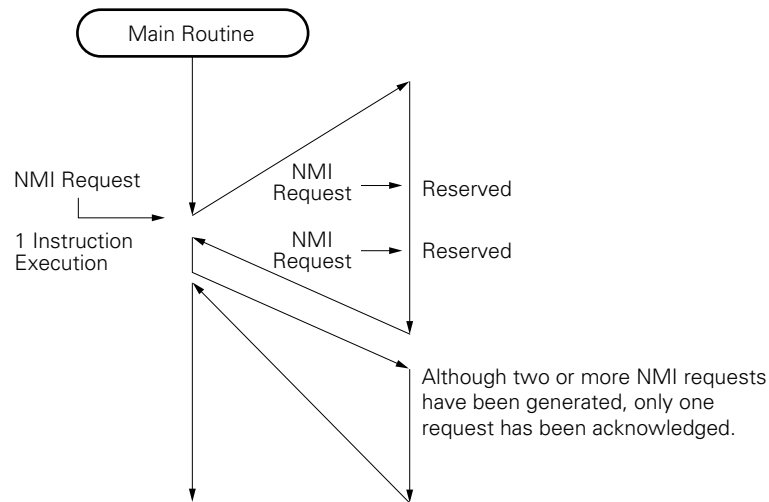 Main Routine
NMI Request
1 Instruction
Execution
NMI
Request
Reserved
NMI
Request
Reserved
Although two or more NMI requests
have been generated, only one
request has been acknowledged.